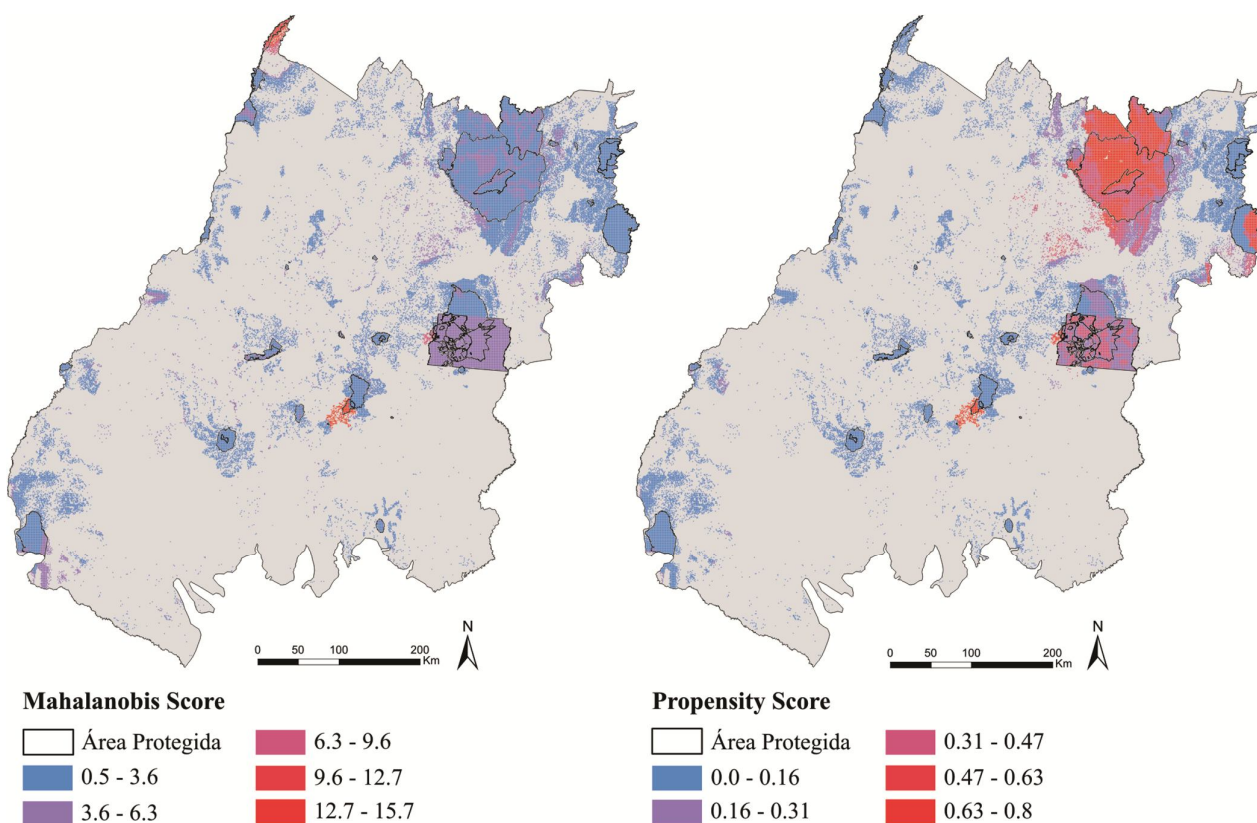 N
0 50 100 200
Km
Mahalanobis Score
Área Protegida
0.5 - 3.6
3.6 - 6.3
6.3 - 9.6
9.6 - 12.7
12.7 - 15.7
N
0 50 100 200
Km
Propensity Score
Área Protegida
0.0 - 0.16
0.16 - 0.31
0.31 - 0.47
0.47 - 0.63
0.63 - 0.8